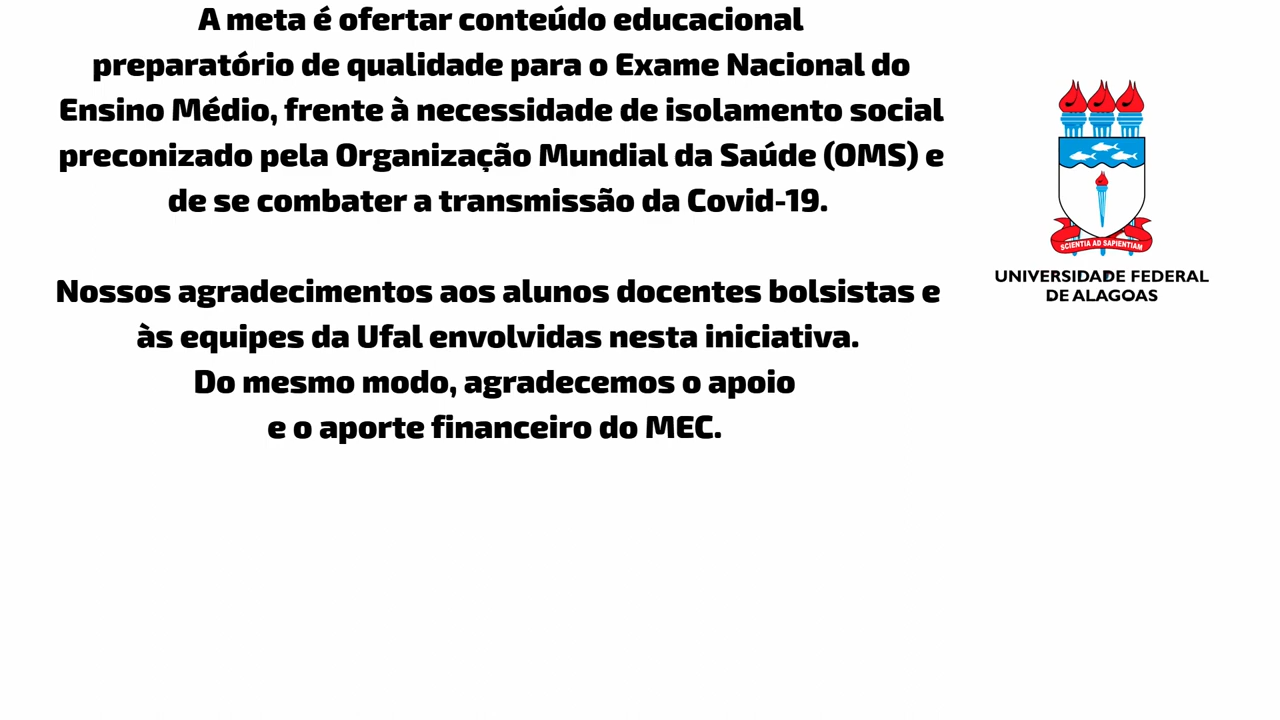 A meta é ofertar conteúdo educacional
preparatório de qualidade para o Exame Nacional do
Ensino Médio, frente à necessidade de isolamento social
preconizado pela Organização Mundial da Saúde (OMS) e
de se combater a transmissão da Covid-19.
Nossos agradecimentos aos alunos docentes bolsistas e
às equipes da Ufal envolvidas nesta iniciativa.
Do mesmo modo, agradecemos o apoio
e o aporte financeiro do MEC.
SCIENTIA AD SAPIENTIAM
UNIVERSIDADE FEDERAL
DE ALAGOAS